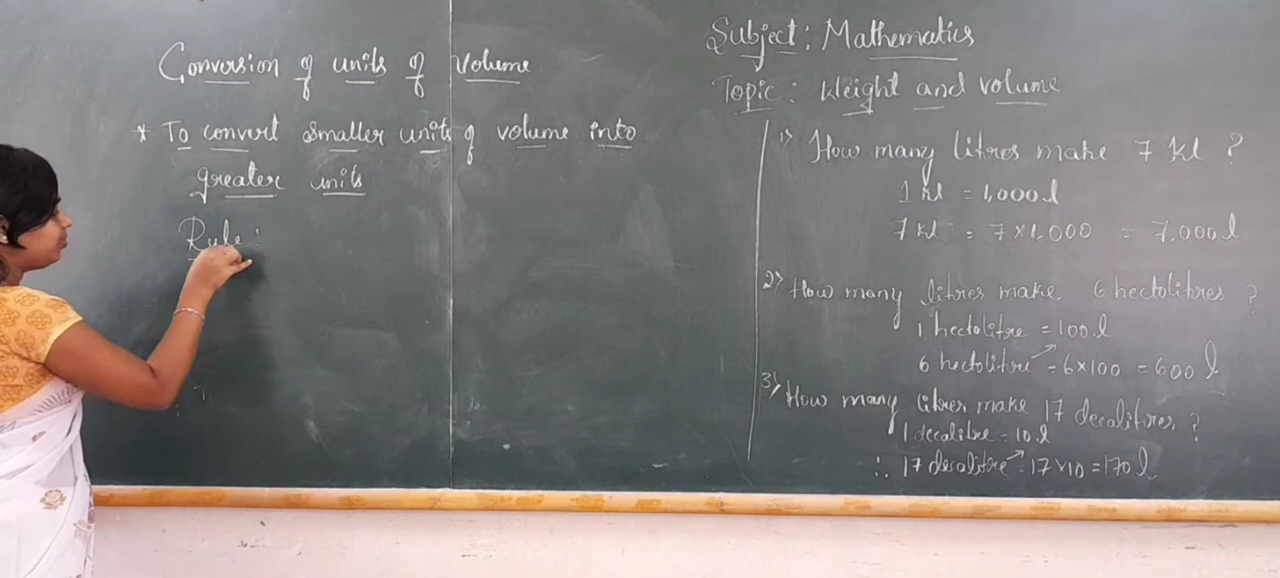 Conversion of units of Volume
* To convert smaller units of volume into
greater units
Rule:
Subject: Mathematics
Topic: Weight and volume
1) How many litres make 7 kl ?
1 kl = 1,000 l
7 kl = 7 × 1,000 = 7,000 l
2) How many litres make 6 hectolitres ?
1 hectolitre = 100 l
6 hectolitre = 6×100 = 600 l
3) How many litres make 17 decalitres ?
1 decalitre = 10 l
∴ 17 decalitre = 17×10 = 170 l